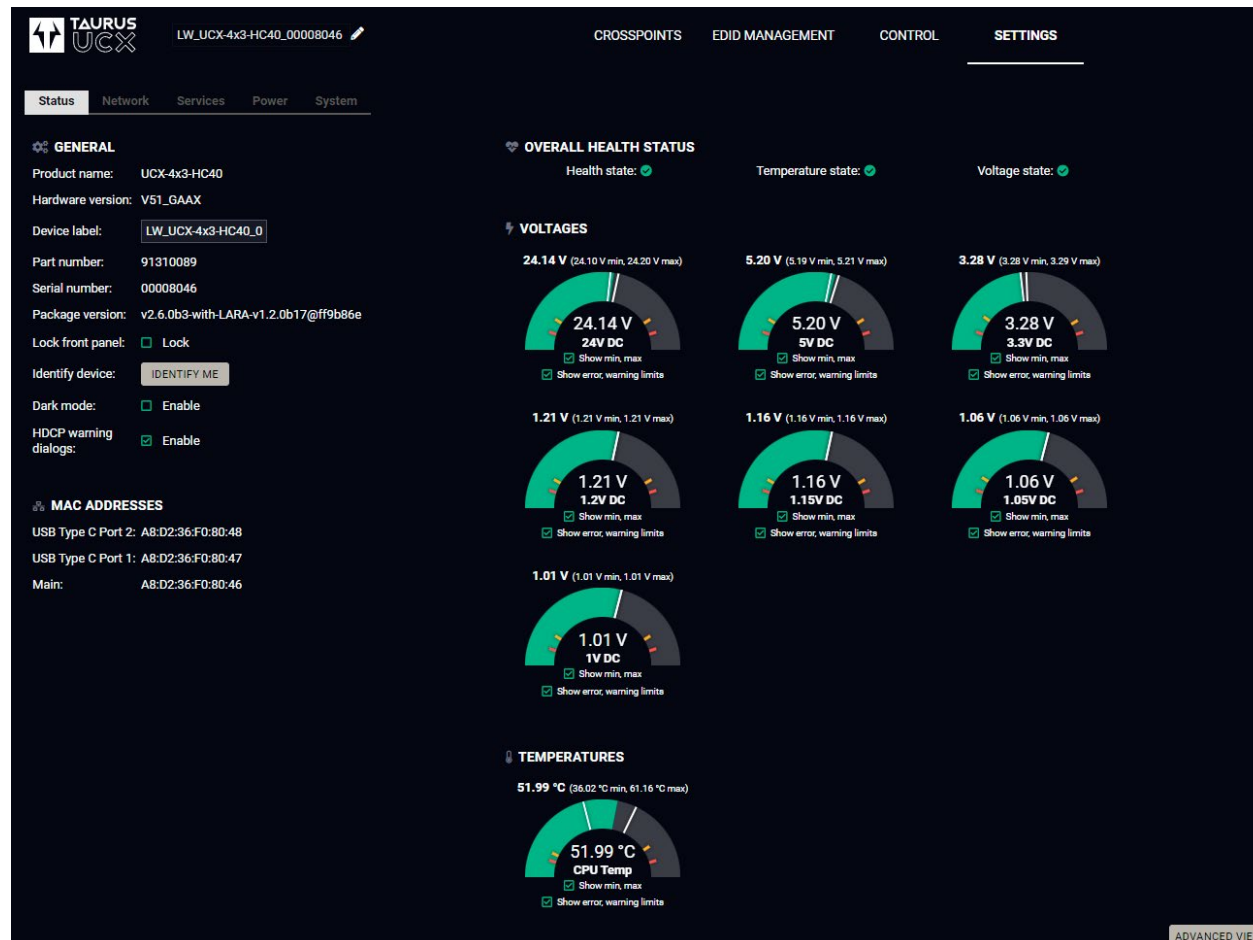 TAURUS
UCX
LW_UCX-4x3-HC40_00008046
CROSSPOINTS EDID MANAGEMENT CONTROL SETTINGS
Status Network Services Power System
GENERAL
Product name: UCX-4x3-HC40
Hardware version: V51_GAAX
Device label: LW_UCX-4x3-HC40_0
Part number: 91310089
Serial number: 00008046
Package version: v2.6.0b3-with-LARA-v1.2.0b17@ff9b86e
Lock front panel: Lock
Identify device: IDENTIFY ME
Dark mode: Enable
HDCP warning
dialogs: Enable
MAC ADDRESSES
USB Type C Port 2: A8:D2:36:F0:80:48
USB Type C Port 1: A8:D2:36:F0:80:47
Main: A8:D2:36:F0:80:46
OVERALL HEALTH STATUS
Health state: Temperature state: Voltage state:
VOLTAGES
24.14 V (24.10 V min, 24.20 V max) 5.20 V (5.19 V min, 5.21 V max) 3.28 V (3.28 V min, 3.29 V max)
24.14 V 5.20 V 3.28 V
24V DC 5V DC 3.3V DC
Show min, max Show min, max Show min, max
Show error, warning limits Show error, warning limits Show error, warning limits
1.21 V (1.21 V min, 1.21 V max) 1.16 V (1.16 V min, 1.16 V max) 1.06 V (1.06 V min, 1.06 V max)
1.21 V 1.16 V 1.06 V
1.2V DC 1.15V DC 1.05V DC
Show min, max Show min, max Show min, max
Show error, warning limits Show error, warning limits Show error, warning limits
1.01 V (1.01 V min, 1.01 V max)
1.01 V
1V DC
Show min, max
Show error, warning limits
TEMPERATURES
51.99 °C (36.02 °C min, 61.16 °C max)
51.99 °C
CPU Temp
Show min, max
Show error, warning limits
ADVANCED VIE